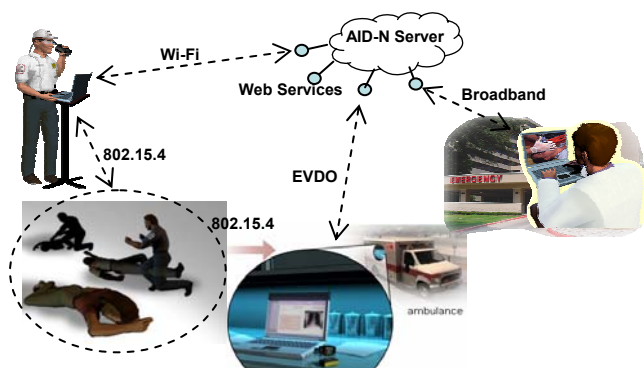 AID-N Server
Wi-Fi
Web Services
Broadband
802.15.4
EVDO
EMERGENCY
802.15.4
ambulance